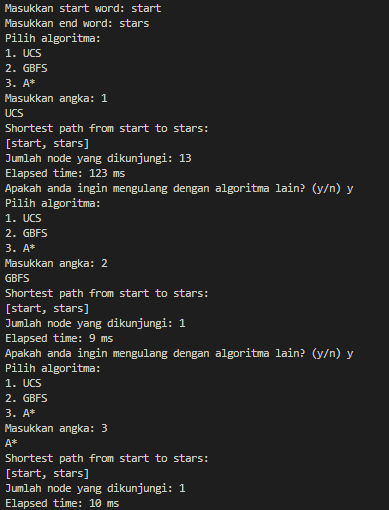 Masukkan start word: start
Masukkan end word: stars
Pilih algoritma:
1. UCS
2. GBFS
3. A*
Masukkan angka: 1
UCS
Shortest path from start to stars:
[start, stars]
Jumlah node yang dikunjungi: 13
Elapsed time: 123 ms
Apakah anda ingin mengulang dengan algoritma lain? (y/n) y
Pilih algoritma:
1. UCS
2. GBFS
3. A*
Masukkan angka: 2
GBFS
Shortest path from start to stars:
[start, stars]
Jumlah node yang dikunjungi: 1
Elapsed time: 9 ms
Apakah anda ingin mengulang dengan algoritma lain? (y/n) y
Pilih algoritma:
1. UCS
2. GBFS
3. A*
Masukkan angka: 3
A*
Shortest path from start to stars:
[start, stars]
Jumlah node yang dikunjungi: 1
Elapsed time: 10 ms